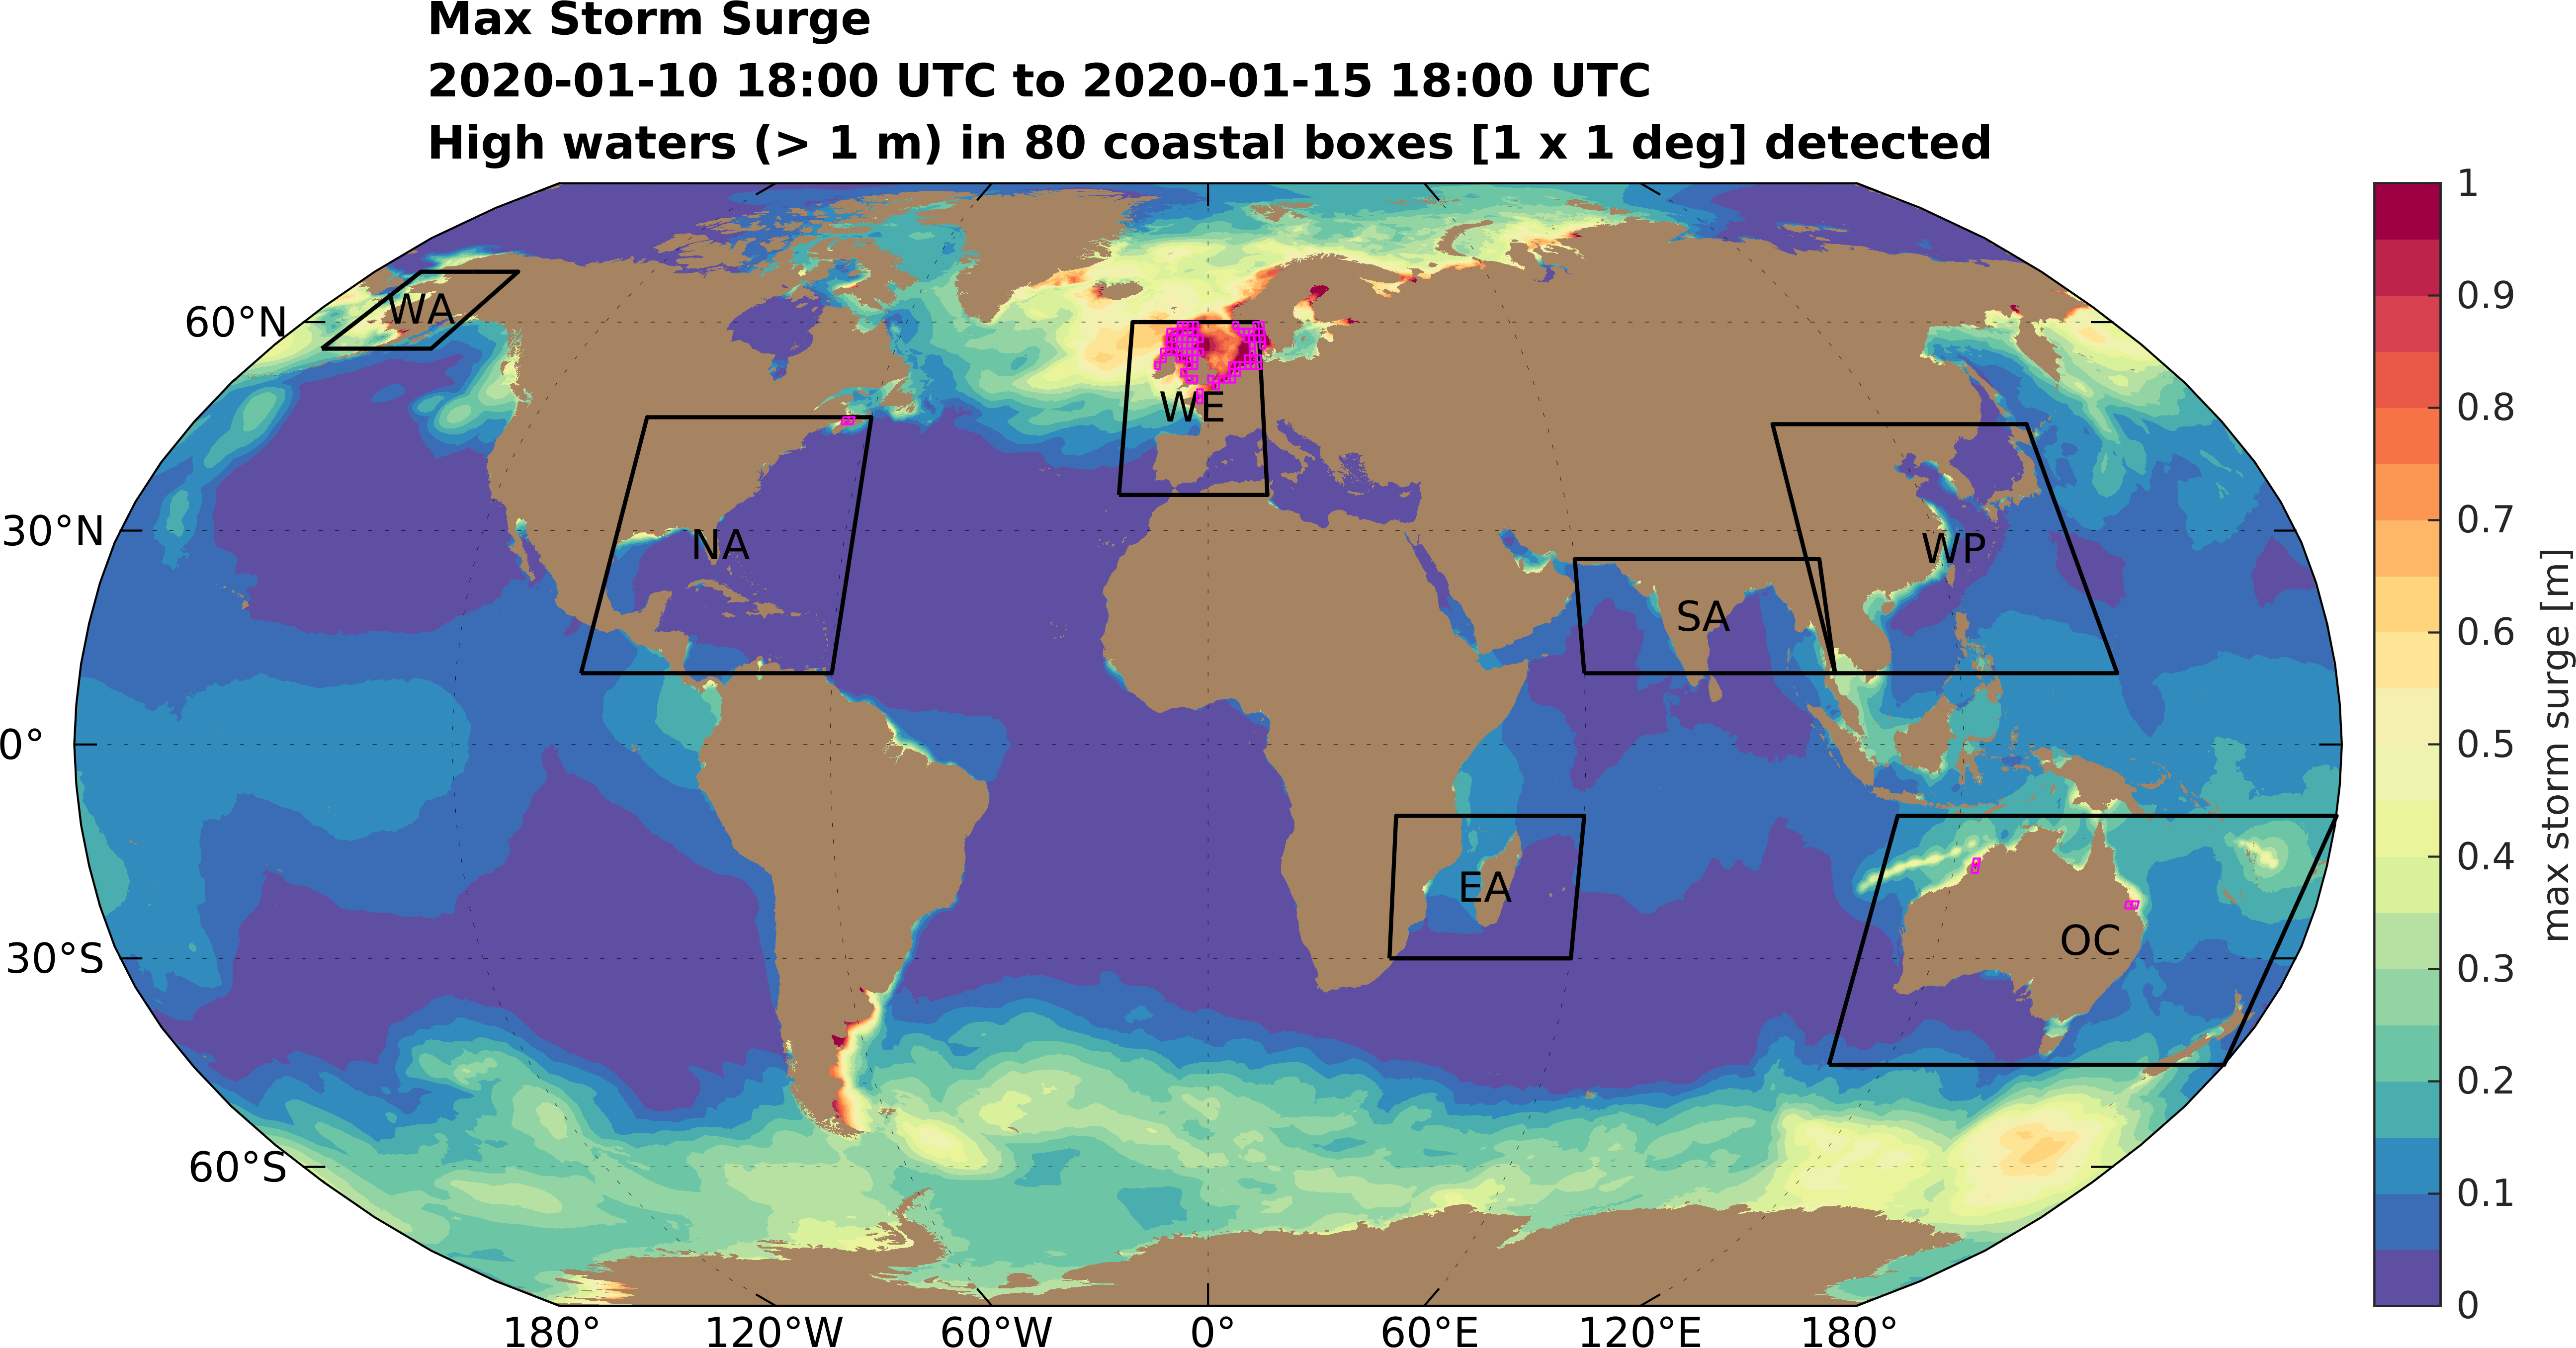 Max Storm Surge
2020-01-10 18:00 UTC to 2020-01-15 18:00 UTC
High waters (> 1 m) in 80 coastal boxes [1 x 1 deg] detected
60°N
30°N
0°
30°S
60°S
WA
WE
NA
WP
SA
EA
OC
180°
120°W
60°W
0°
60°E
120°E
180°
1
0.9
0.8
0.7
0.6
0.5
0.4
0.3
0.2
0.1
0
max storm surge [m]